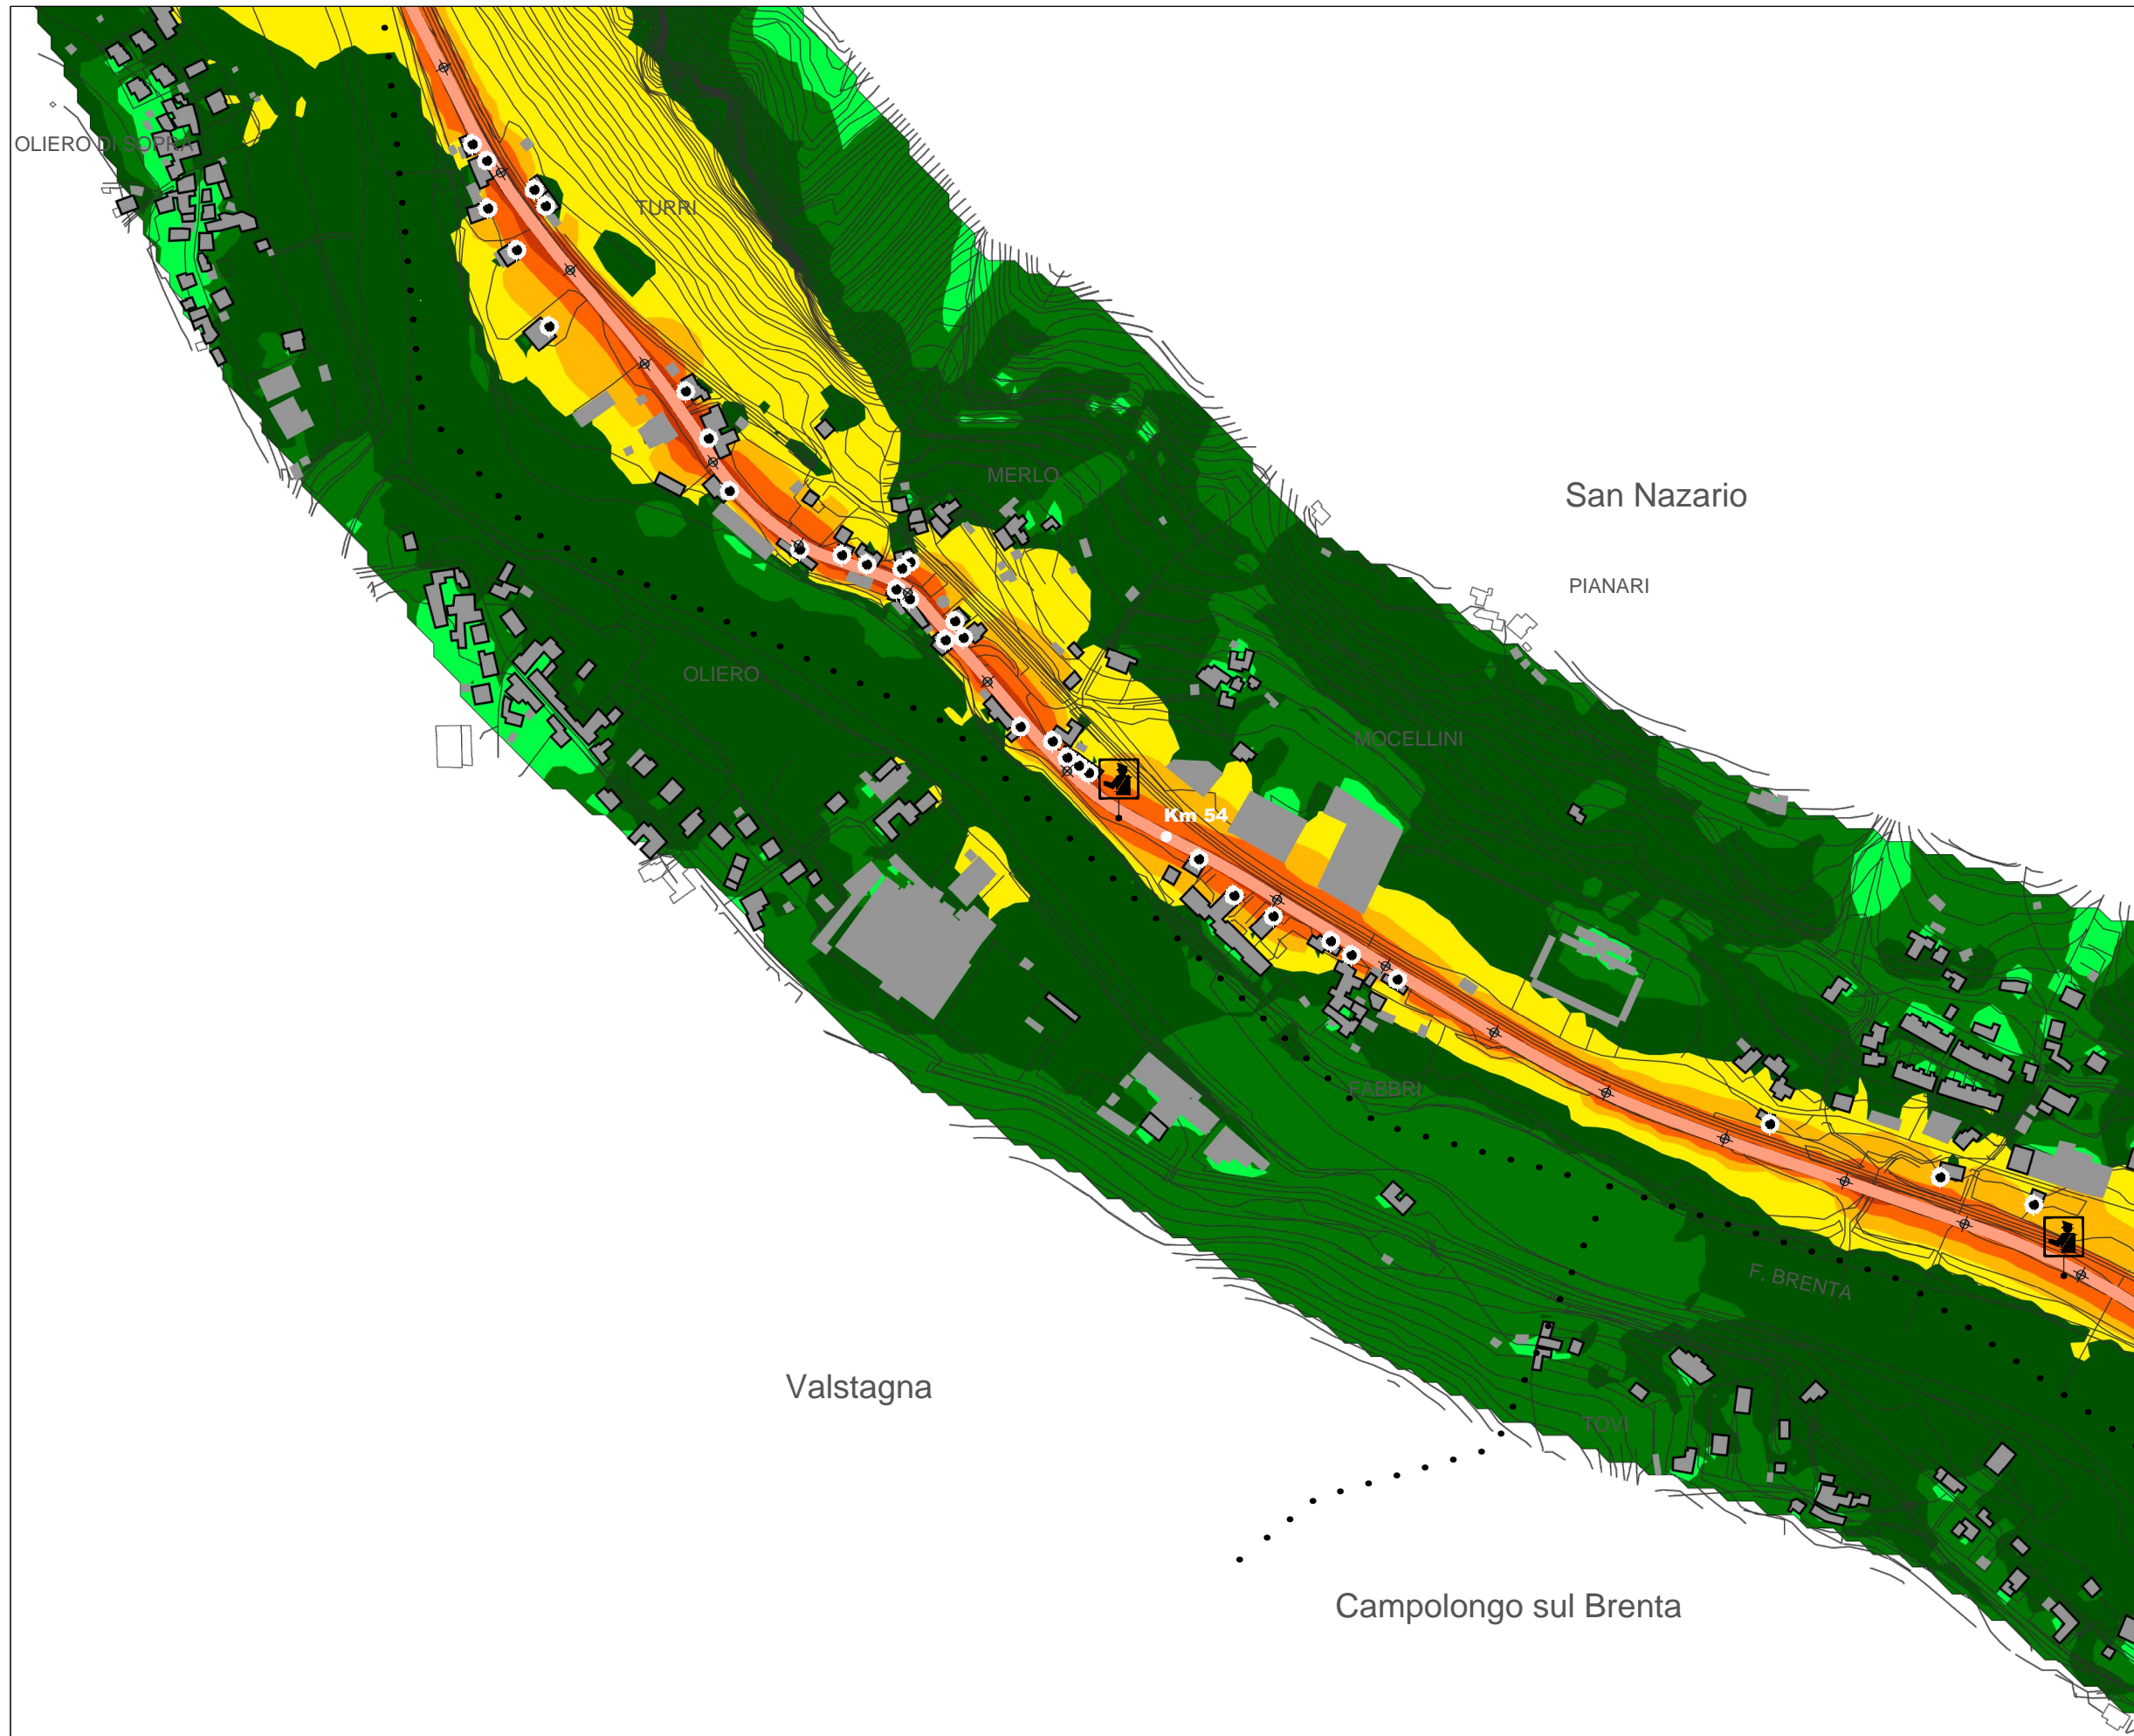 OLIERO DI SOPRA
TURRI
MERLO
San Nazario
PIANARI
OLIERO
MOCELLINI
Km 54
FABBRI
F. BRENTA
Valstagna
TOVI
Campolongo sul Brenta